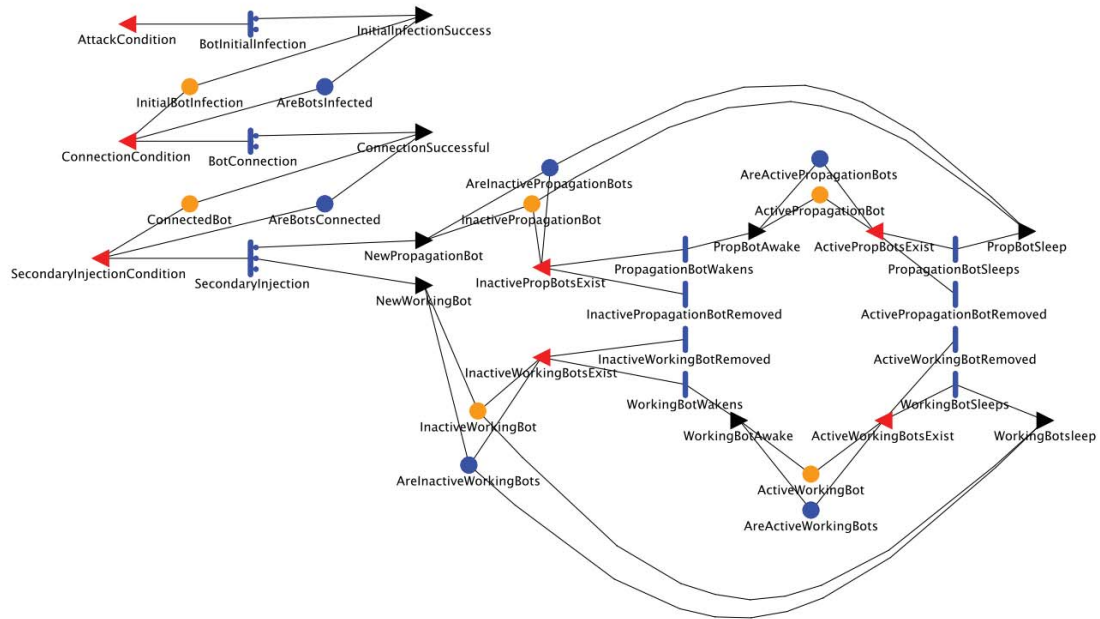 InitialInfectionSuccess
AttackCondition
BotInitialInfection
InitialBotInfection
AreBotsInfected
ConnectionCondition
BotConnection
ConnectionSuccessful
ConnectedBot
AreBotsConnected
SecondaryInjectionCondition
SecondaryInjection
NewPropagationBot
NewWorkingBot
AreInactivePropagationBots
InactivePropagationBot
InactivePropBotsExist
AreActivePropagationBots
ActivePropagationBot
PropBotAwake
ActivePropBotsExist
PropBotSleep
PropagationBotWakens
PropagationBotSleeps
InactivePropagationBotRemoved
ActivePropagationBotRemoved
InactiveWorkingBotRemoved
ActiveWorkingBotRemoved
InactiveWorkingBotsExist
WorkingBotWakens
WorkingBotSleeps
InactiveWorkingBot
WorkingBotAwake
ActiveWorkingBotsExist
WorkingBotsleep
AreInactiveWorkingBots
ActiveWorkingBot
AreActiveWorkingBots